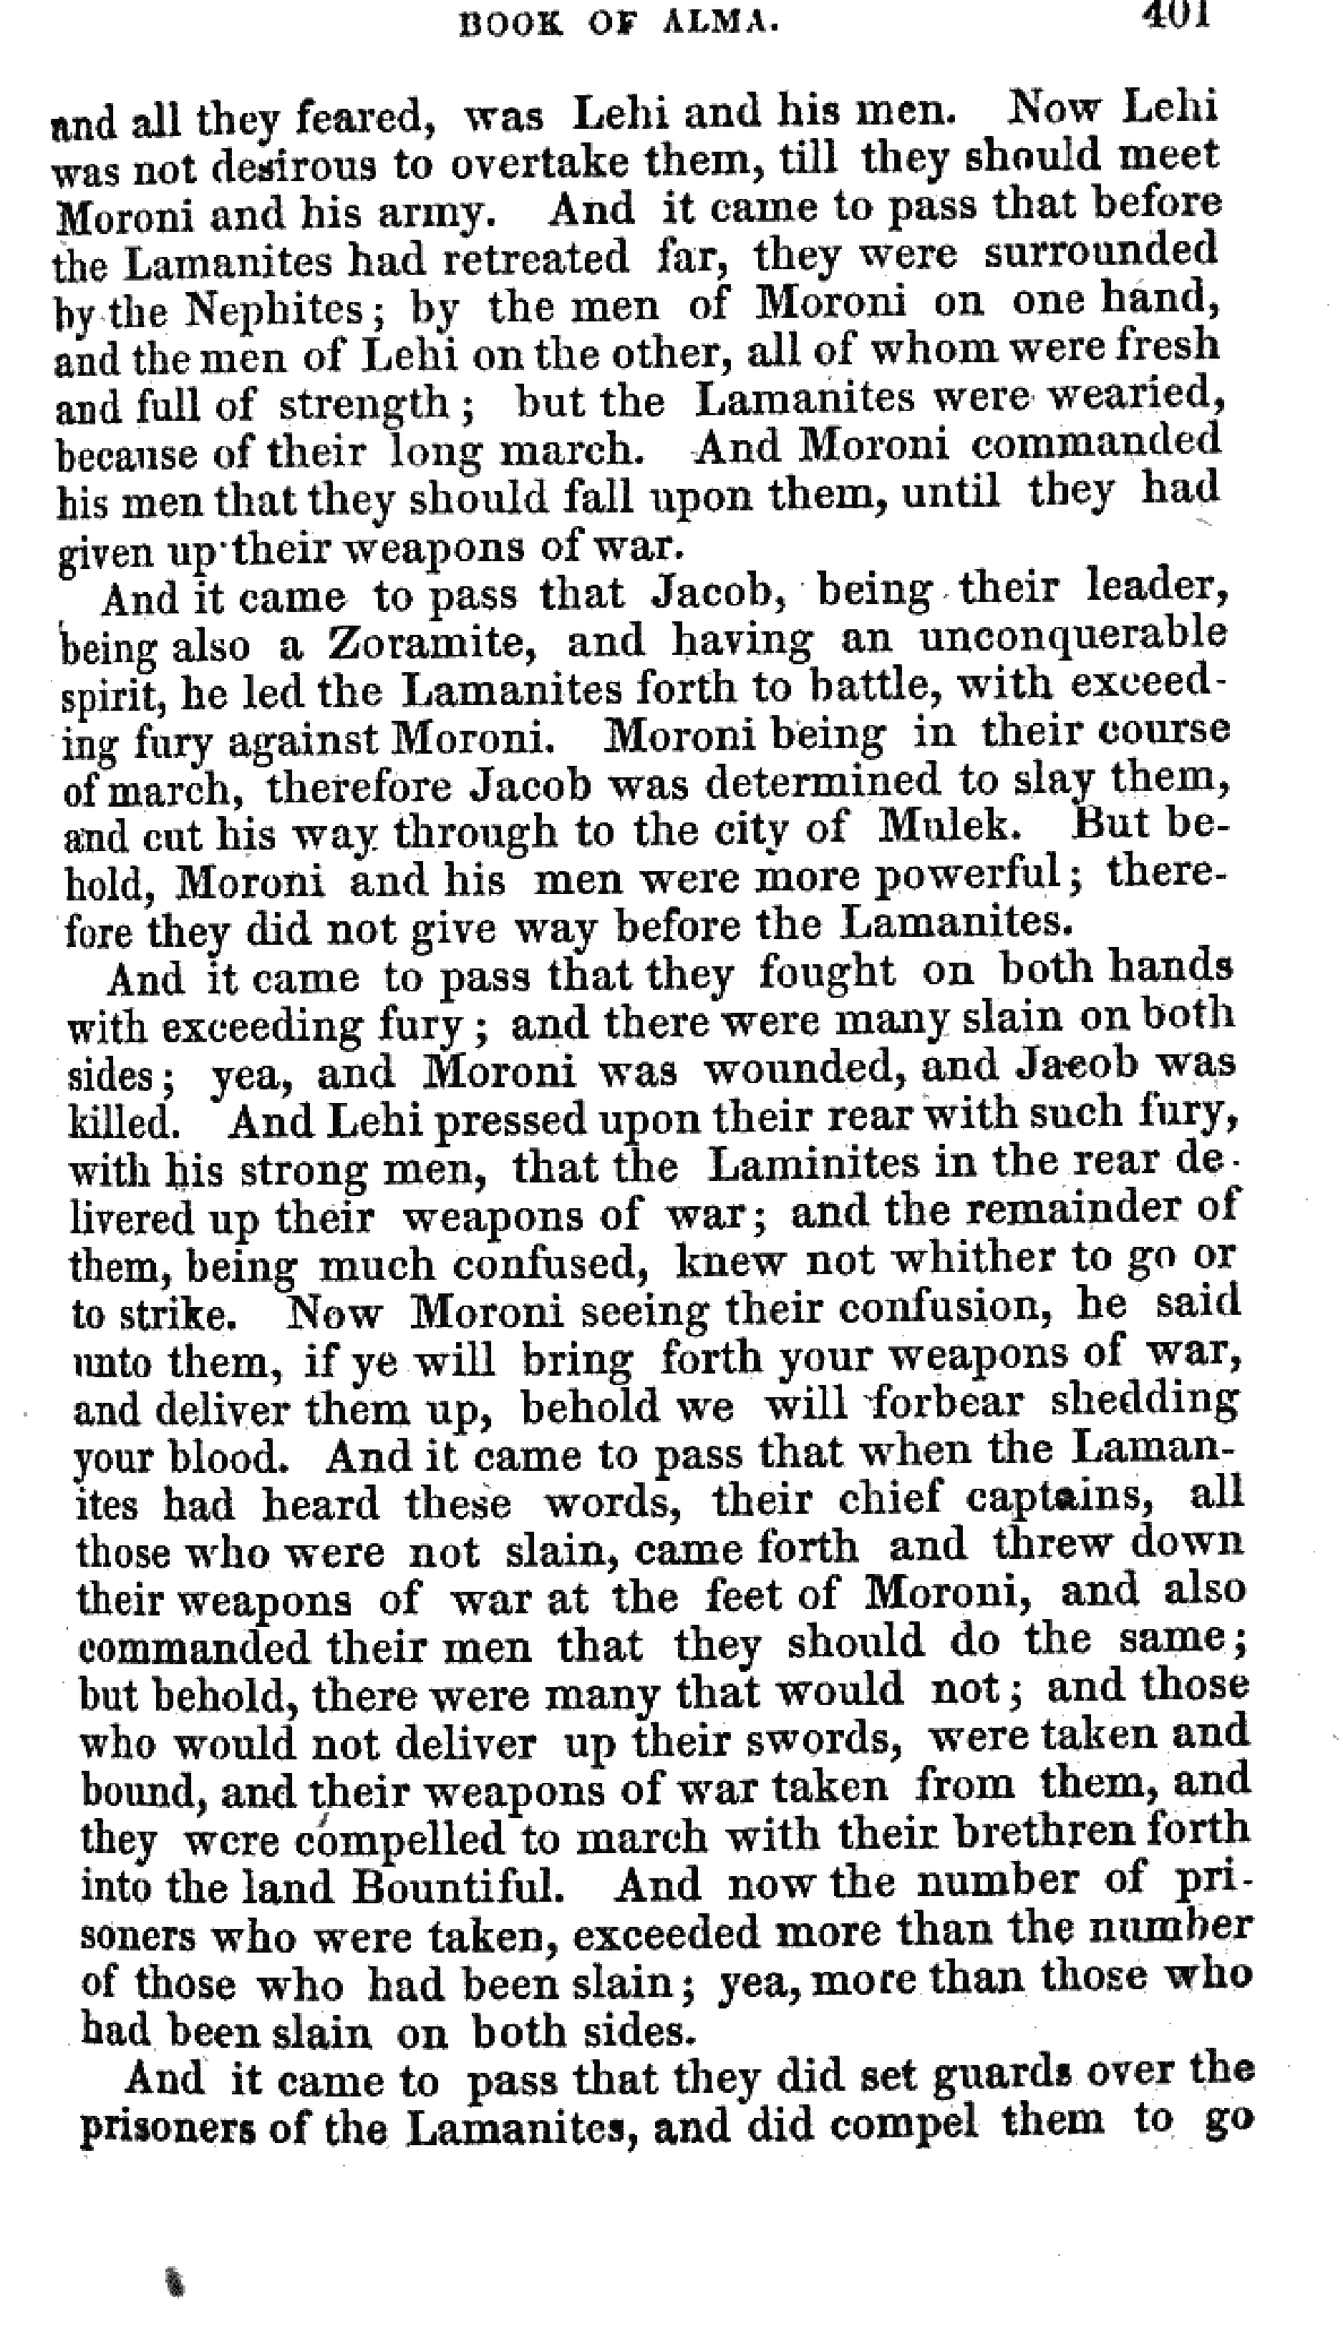 BOOK OF ALMA. 401
and all they feared, was Lehi and his men. Now Lehi
was not desirous to overtake them, till they should meet
Moroni and his army. And it came to pass that before
the Lamanites had retreated far, they were surrounded
by the Nephites; by the men of Moroni on one hand,
and the men of Lehi on the other, all of whom were fresh
and full of strength; but the Lamanites were wearied,
because of their long march. And Moroni commanded
his men that they should fall upon them, until they had
given up their weapons of war.
And it came to pass that Jacob, being their leader,
being also a Zoramite, and having an unconquerable
spirit, he led the Lamanites forth to battle, with exceed-
ing fury against Moroni. Moroni being in their course
of march, therefore Jacob was determined to slay them,
and cut his way through to the city of Mulek. But be-
hold, Moroni and his men were more powerful; there-
fore they did not give way before the Lamanites.
And it came to pass that they fought on both hands
with exceeding fury; and there were many slain on both
sides; yea, and Moroni was wounded, and Jacob was
killed. And Lehi pressed upon their rear with such fury,
with his strong men, that the Laminites in the rear de-
livered up their weapons of war; and the remainder of
them, being much confused, knew not whither to go or
to strike. Now Moroni seeing their confusion, he said
unto them, if ye will bring forth your weapons of war,
and deliver them up, behold we will forbear shedding
your blood. And it came to pass that when the Laman-
ites had heard these words, their chief captains, all
those who were not slain, came forth and threw down
their weapons of war at the feet of Moroni, and also
commanded their men that they should do the same;
but behold, there were many that would not; and those
who would not deliver up their swords, were taken and
bound, and their weapons of war taken from them, and
they were compelled to march with their brethren forth
into the land Bountiful. And now the number of pri-
soners who were taken, exceeded more than the number
of those who had been slain; yea, more than those who
had been slain on both sides.
And it came to pass that they did set guards over the
prisoners of the Lamanites, and did compel them to go